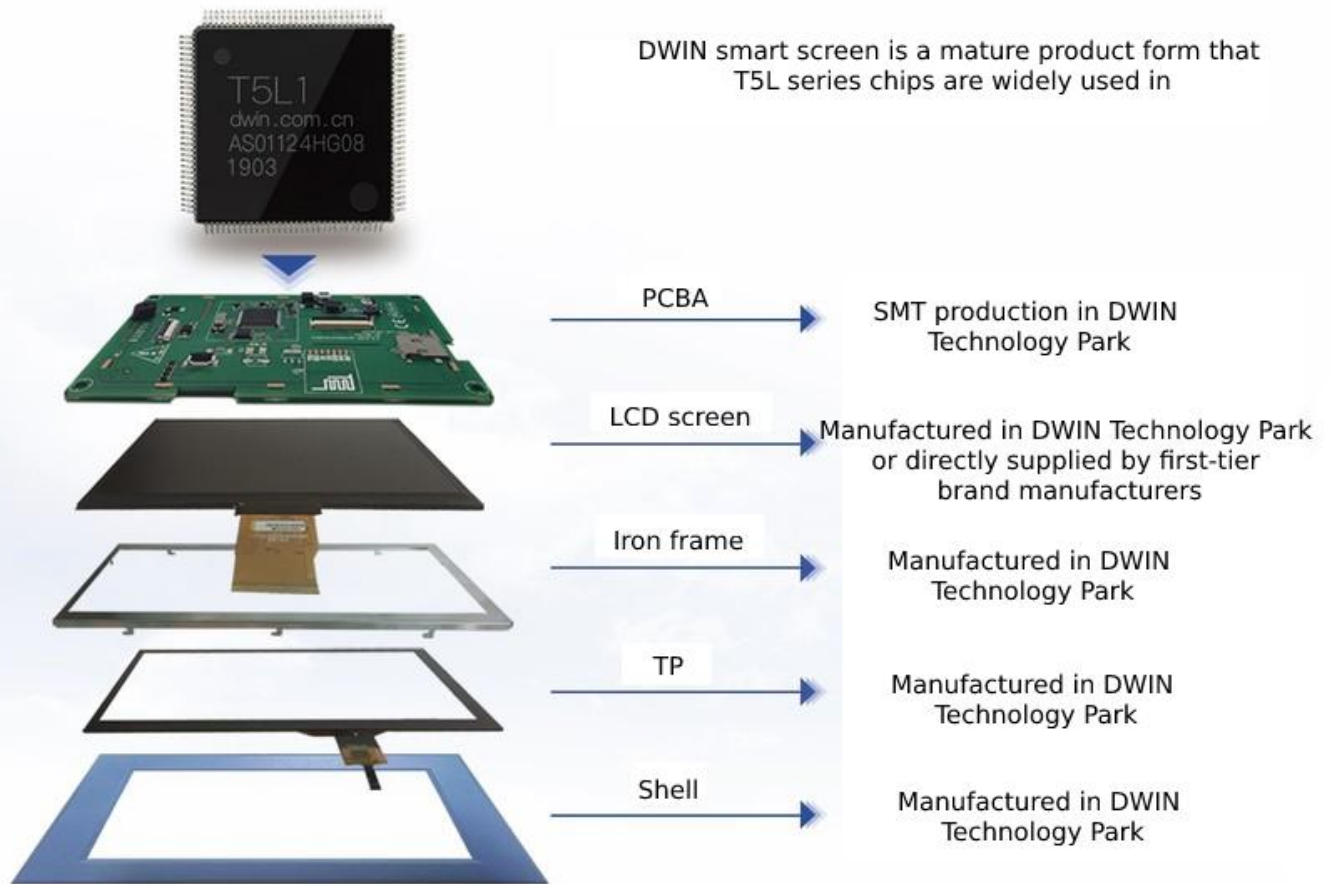 T5L1
dwin.com.cn
AS01124HG08
1903
DWIN smart screen is a mature product form that
T5L series chips are widely used in
PCBA
SMT production in DWIN
Technology Park
LCD screen
Manufactured in DWIN Technology Park
or directly supplied by first-tier
brand manufacturers
Iron frame
Manufactured in DWIN
Technology Park
TP
Manufactured in DWIN
Technology Park
Shell
Manufactured in DWIN
Technology Park